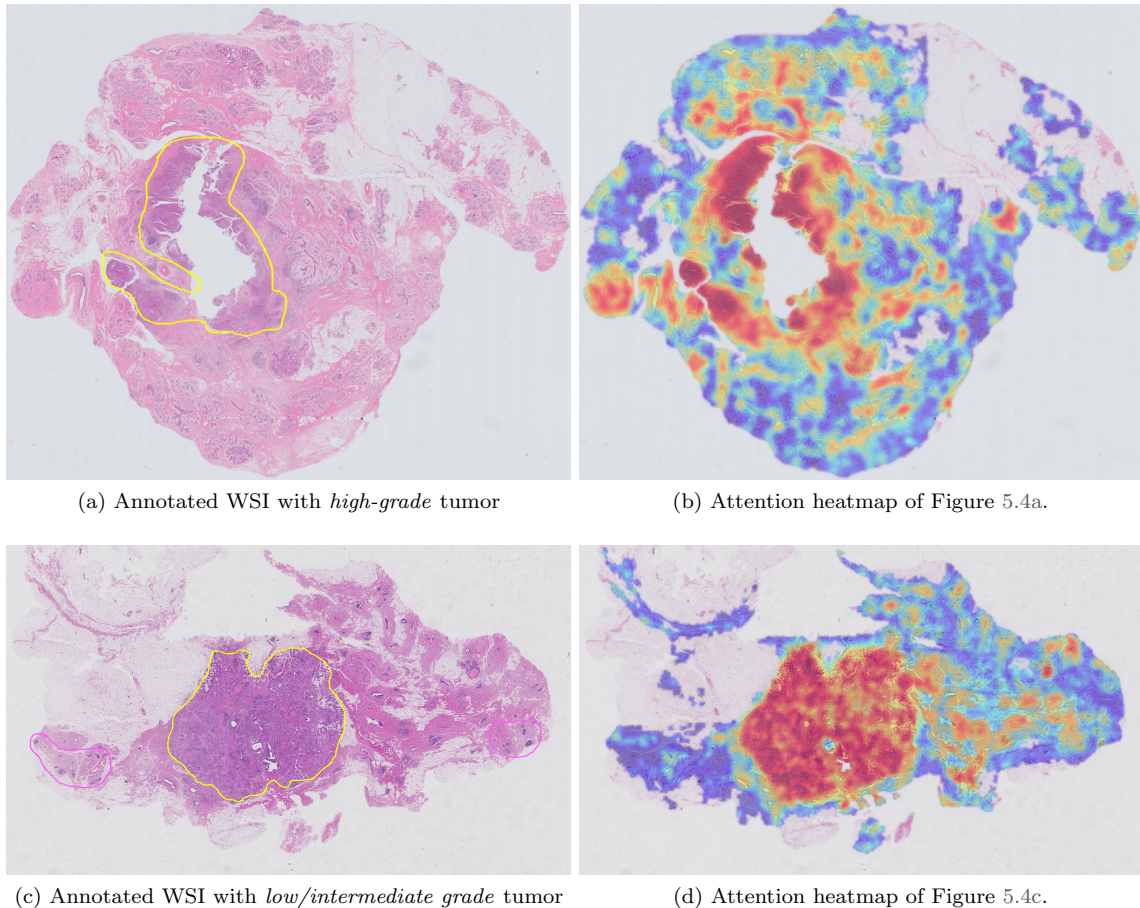 (a) Annotated WSI with high-grade tumor
(b) Attention heatmap of Figure 5.4a.
(c) Annotated WSI with low/intermediate grade tumor
(d) Attention heatmap of Figure 5.4c.